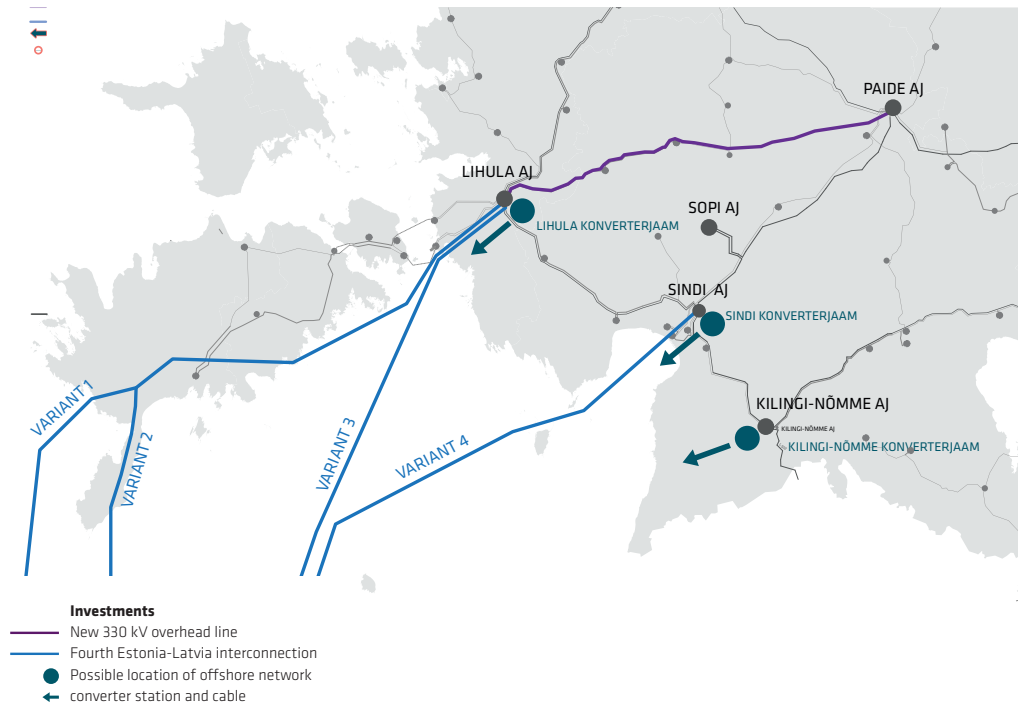 PAIDE AJ
LIHULA AJ
SOPI AJ
LIHULA KONVERTERJAAM
SINDI AJ
SINDI KONVERTERJAAM
VARIANT 1
VARIANT 2
VARIANT 3
VARIANT 4
KILINGI-NÕMME AJ
KILINGI-NÕMME AJ
KILINGI-NÕMME KONVERTERJAAM
Investments
New 330 kV overhead line
Fourth Estonia-Latvia interconnection
Possible location of offshore network
converter station and cable